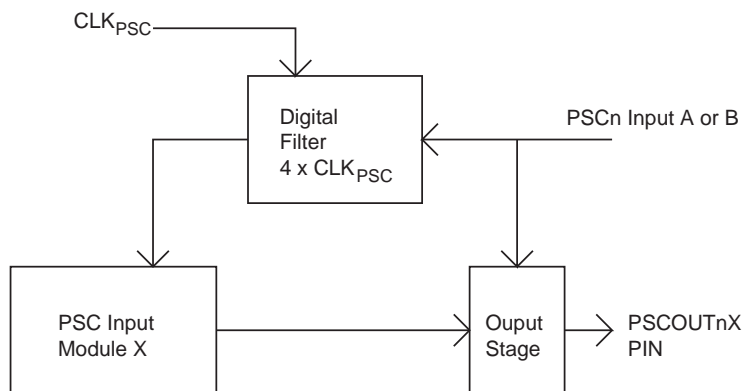 CLKPSC
Digital
Filter
4 x CLKPSC
PSCn Input A or B
PSC Input
Module X
Ouput
Stage
PSCOUTnX
PIN